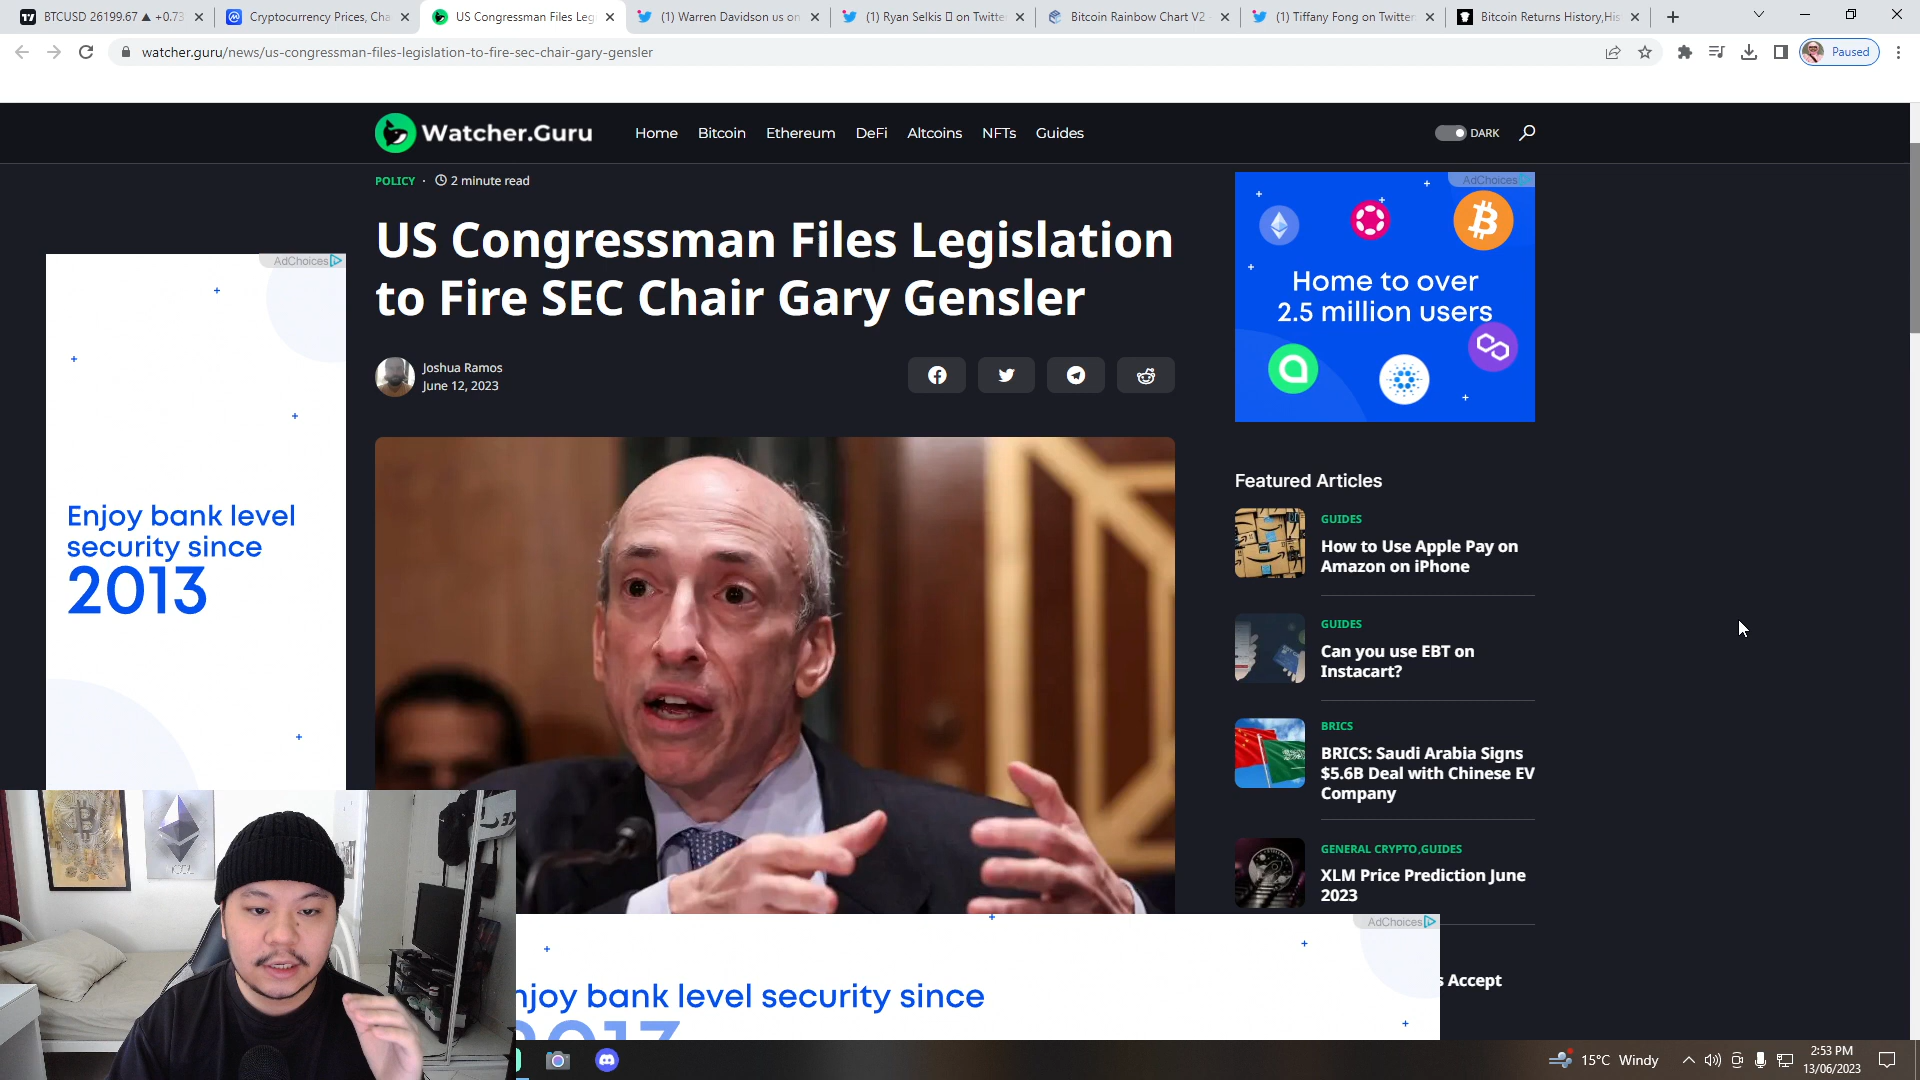 BTCUSD 26199.67 ▲ +0.73
Cryptocurrency Prices, Cha
US Congressman Files Leg
(1) Warren Davidson us on
(1) Ryan Selkis on Twitte
Bitcoin Rainbow Chart V2
(1) Tiffany Fong on Twitter
Bitcoin Returns History,His
watcher.guru/news/us-congressman-files-legislation-to-fire-sec-chair-gary-gensler
Paused
Watcher.Guru
Home
Bitcoin
Ethereum
DeFi
Altcoins
NFTs
Guides
DARK
POLICY · 2 minute read
US Congressman Files Legislation
to Fire SEC Chair Gary Gensler
Joshua Ramos
June 12, 2023
AdChoices
Enjoy bank level
security since
2013
AdChoices
Home to over
2.5 million users
Featured Articles
GUIDES
How to Use Apple Pay on
Amazon on iPhone
GUIDES
Can you use EBT on
Instacart?
BRICS
BRICS: Saudi Arabia Signs
$5.6B Deal with Chinese EV
Company
GENERAL CRYPTO,GUIDES
XLM Price Prediction June
2023
s Accept
AdChoices
njoy bank level security since
2013
15°C Windy
2:53 PM
13/06/2023